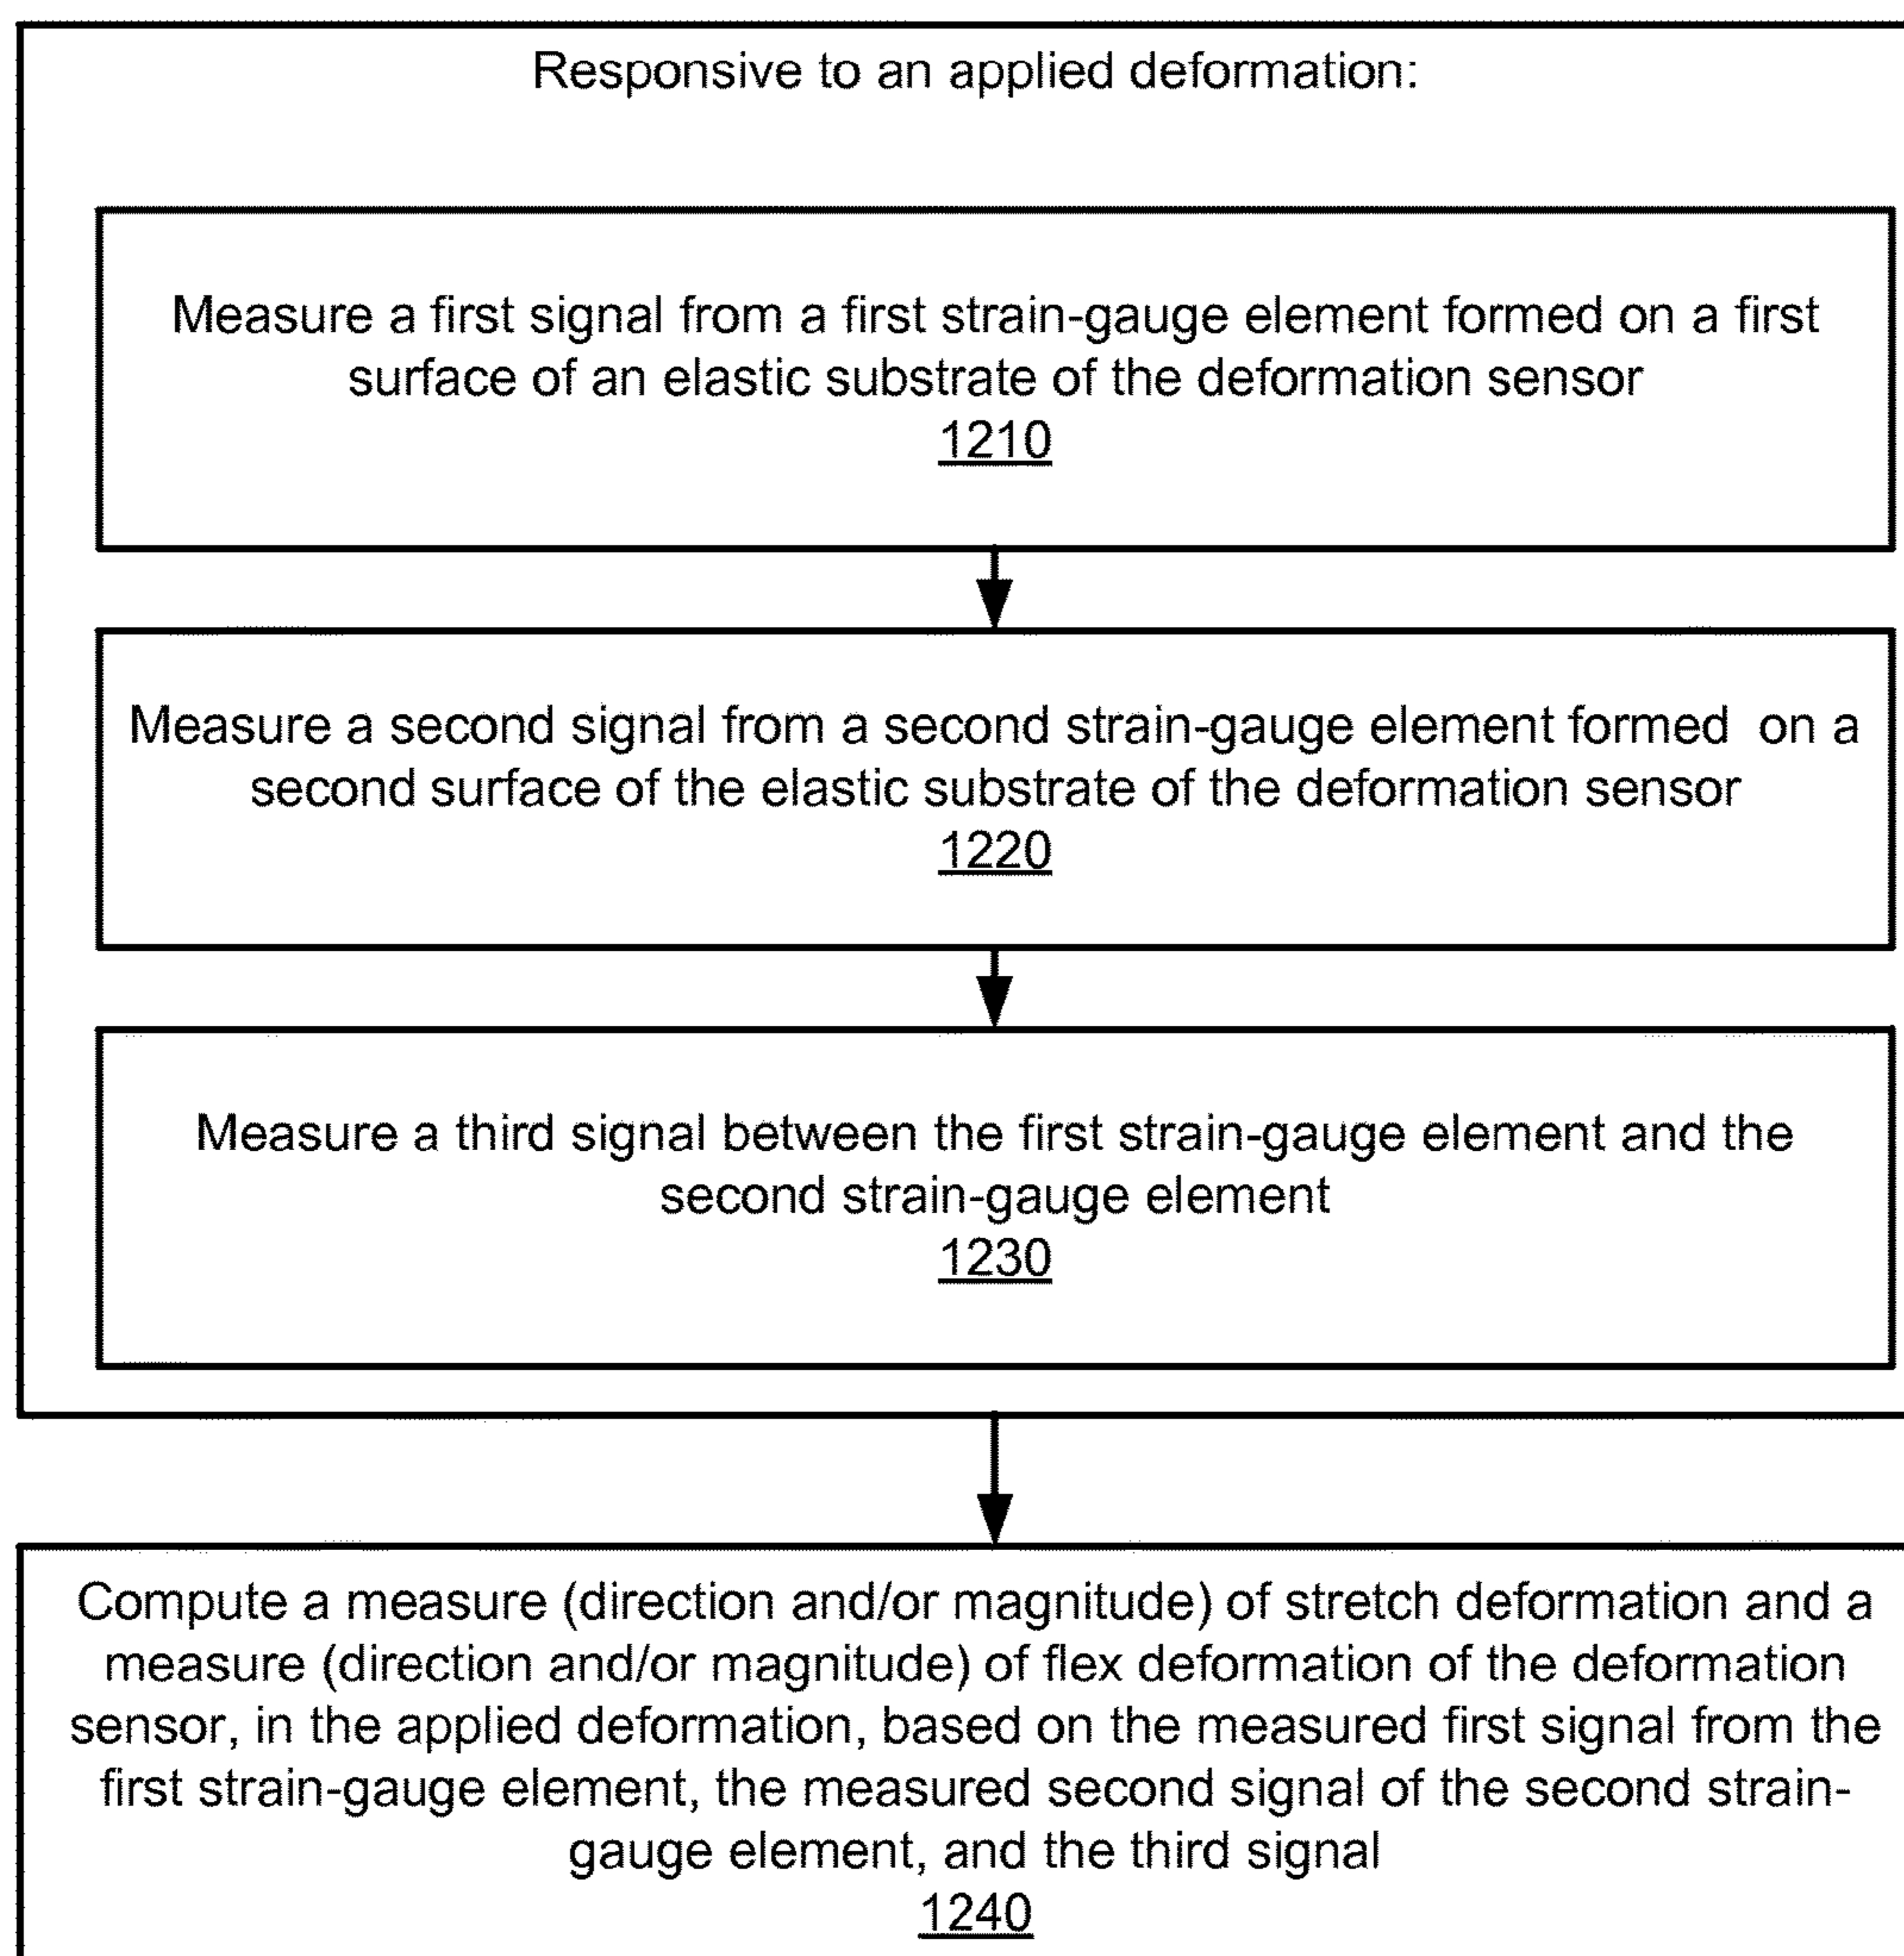 Responsive to an applied deformation:
Measure a first signal from a first strain-gauge element formed on a first
surface of an elastic substrate of the deformation sensor
1210
Measure a second signal from a second strain-gauge element formed on a
second surface of the elastic substrate of the deformation sensor
1220
Measure a third signal between the first strain-gauge element and the
second strain-gauge element
1230
Compute a measure (direction and/or magnitude) of stretch deformation and a
measure (direction and/or magnitude) of flex deformation of the deformation
sensor, in the applied deformation, based on the measured first signal from the
first strain-gauge element, the measured second signal of the second strain-
gauge element, and the third signal
1240